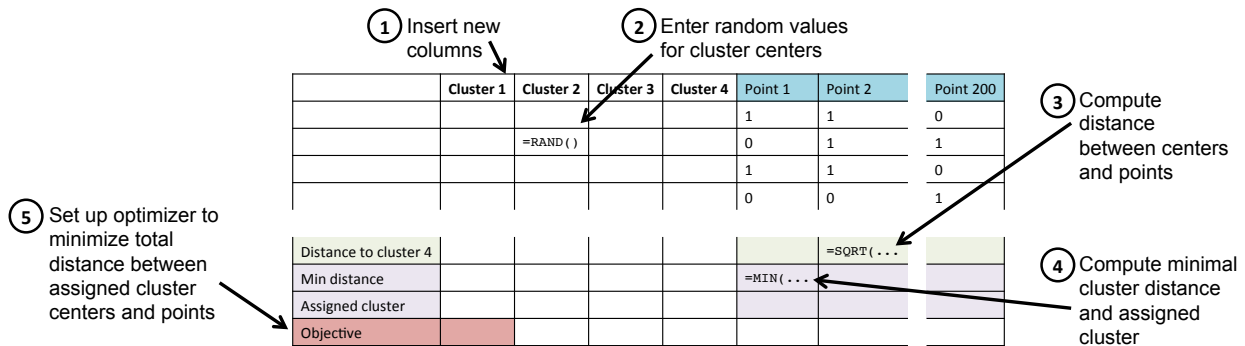 1 Insert new
columns
2 Enter random values
for cluster centers
Cluster 1 Cluster 2 Cluster 3 Cluster 4 Point 1 Point 2 Point 200
1 1 0
=RAND() 0 1 1
1 1 0
0 0 1
3 Compute
distance
between centers
and points
5 Set up optimizer to
minimize total
distance between
assigned cluster
centers and points
Distance to cluster 4 =SQRT(...
Min distance =MIN(...
Assigned cluster
Objective
4 Compute minimal
cluster distance
and assigned
cluster